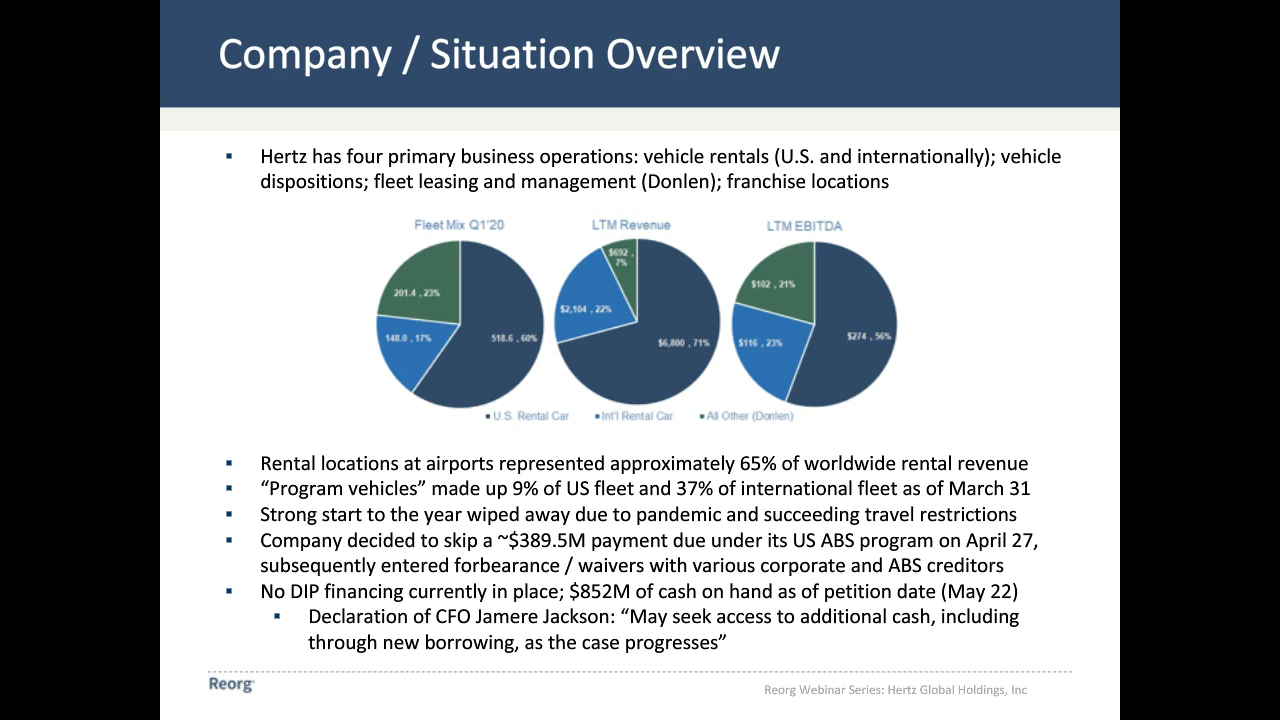 Company / Situation Overview
▪ Hertz has four primary business operations: vehicle rentals (U.S. and internationally); vehicle
dispositions; fleet leasing and management (Donlen); franchise locations
Fleet Mix Q1'20
LTM Revenue
LTM EBITDA
201.4 , 23%
148.0 , 17%
518.6 , 60%
$692 ,
7%
$2,104 , 22%
$6,800 , 71%
$102 , 21%
$116 , 23%
$274 , 56%
▪ U.S. Rental Car ▪ Int'l Rental Car ▪ All Other (Donlen)
▪ Rental locations at airports represented approximately 65% of worldwide rental revenue
▪ “Program vehicles” made up 9% of US fleet and 37% of international fleet as of March 31
▪ Strong start to the year wiped away due to pandemic and succeeding travel restrictions
▪ Company decided to skip a ~$389.5M payment due under its US ABS program on April 27,
subsequently entered forbearance / waivers with various corporate and ABS creditors
▪ No DIP financing currently in place; $852M of cash on hand as of petition date (May 22)
▪ Declaration of CFO Jamere Jackson: “May seek access to additional cash, including
through new borrowing, as the case progresses”
Reorg
Reorg Webinar Series: Hertz Global Holdings, Inc